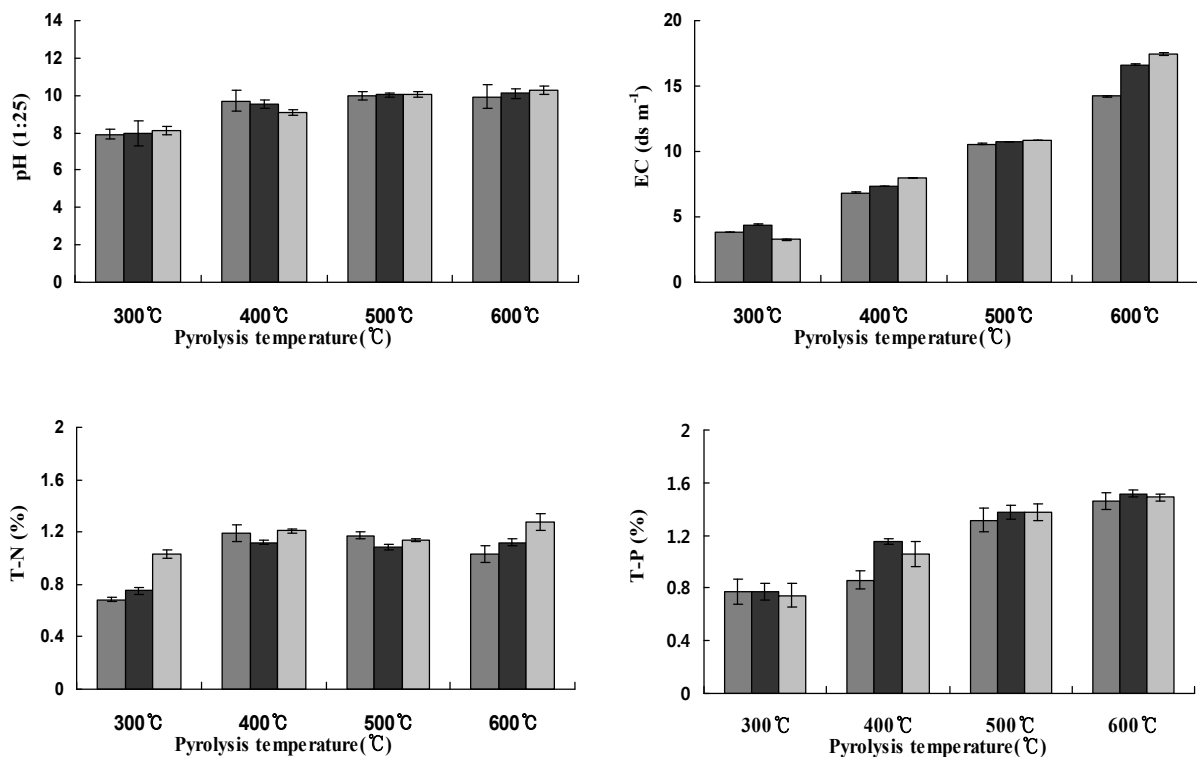 14
12
10
8
6
4
2
0
pH (1:25)
300℃ 400℃ 500℃ 600℃
Pyrolysis temperature(℃)
20
15
10
5
0
EC (ds m⁻¹)
300℃ 400℃ 500℃ 600℃
Pyrolysis temperature(℃)
2
1.6
1.2
0.8
0.4
0
T-N (%)
300℃ 400℃ 500℃ 600℃
Pyrolysis temperature(℃)
2
1.6
1.2
0.8
0.4
0
T-P (%)
300℃ 400℃ 500℃ 600℃
Pyrolysis temperature(℃)